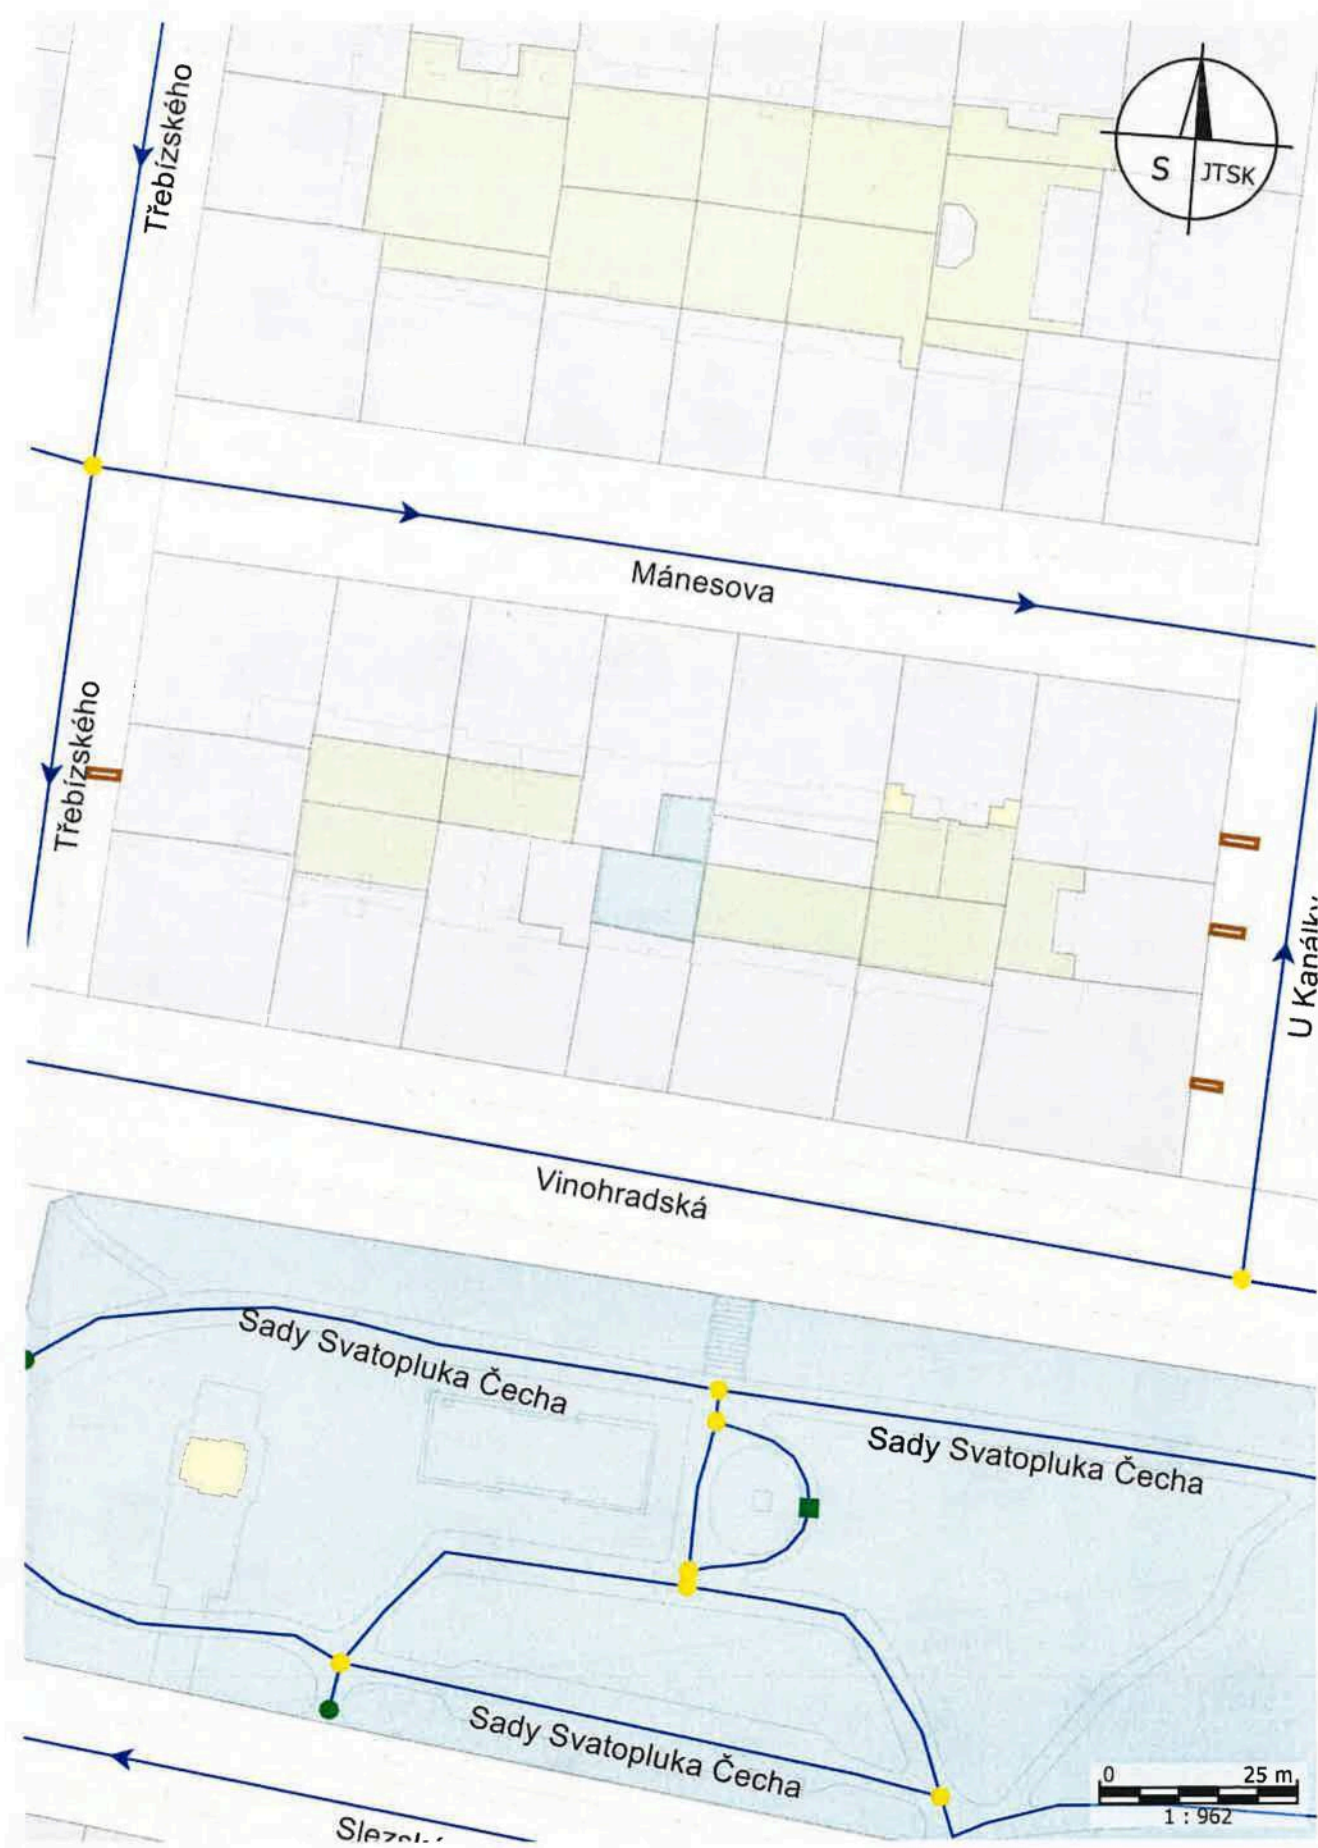 Třebízského
S
JTSK
Mánesova
Třebízského
U Kanálky
Vinohradská
Sady Svatopluka Čecha
Sady Svatopluka Čecha
Sady Svatopluka Čecha
0 25 m
1 : 962